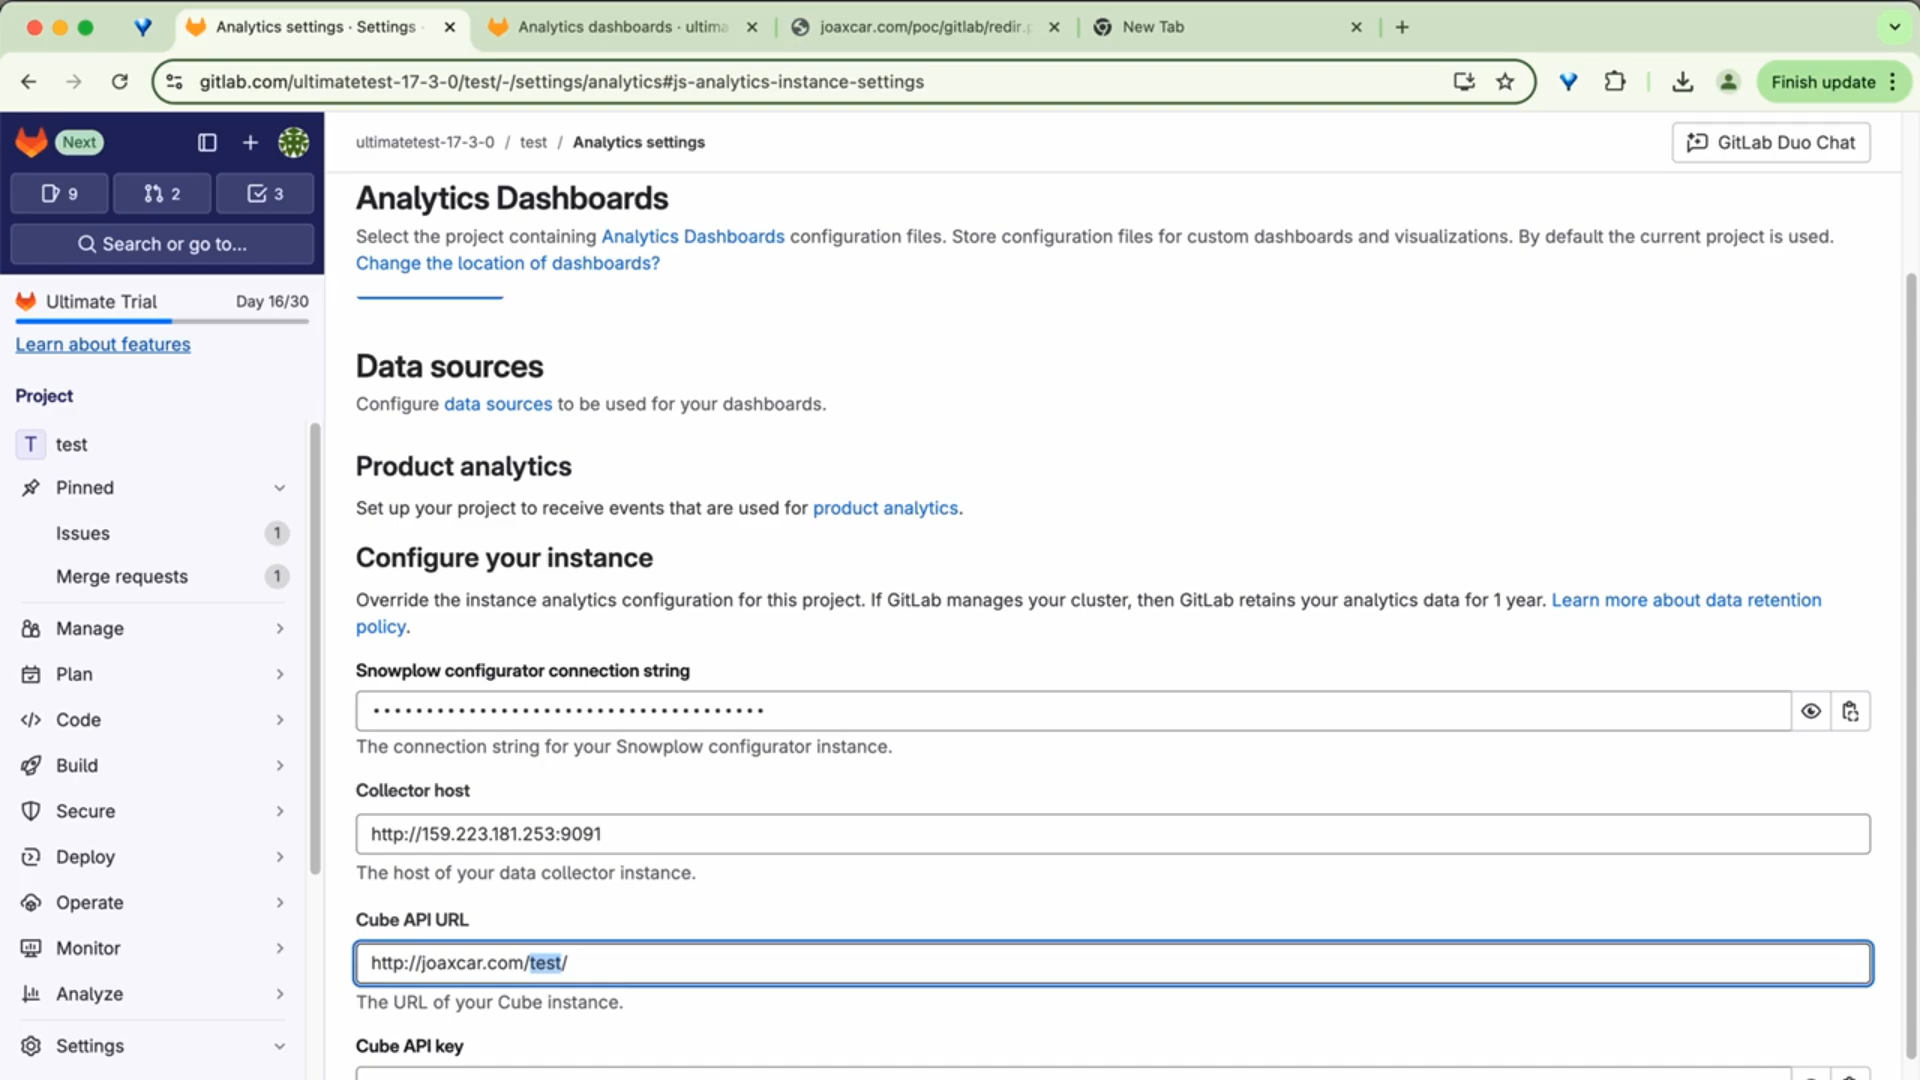 Analytics settings · Settings ·
Analytics dashboards · ultima
joaxcar.com/poc/gitlab/redir.p
New Tab
gitlab.com/ultimatetest-17-3-0/test/-/settings/analytics#js-analytics-instance-settings
Finish update
Next
9
2
3
Search or go to...
Ultimate Trial
Day 16/30
Learn about features
Project
T test
Pinned
Issues 1
Merge requests 1
Manage
Plan
Code
Build
Secure
Deploy
Operate
Monitor
Analyze
Settings
ultimatetest-17-3-0 / test / Analytics settings
GitLab Duo Chat
Analytics Dashboards
Select the project containing Analytics Dashboards configuration files. Store configuration files for custom dashboards and visualizations. By default the current project is used.
Change the location of dashboards?
Data sources
Configure data sources to be used for your dashboards.
Product analytics
Set up your project to receive events that are used for product analytics.
Configure your instance
Override the instance analytics configuration for this project. If GitLab manages your cluster, then GitLab retains your analytics data for 1 year. Learn more about data retention
policy.
Snowplow configurator connection string
The connection string for your Snowplow configurator instance.
Collector host
http://159.223.181.253:9091
The host of your data collector instance.
Cube API URL
http://joaxcar.com/test/
The URL of your Cube instance.
Cube API key